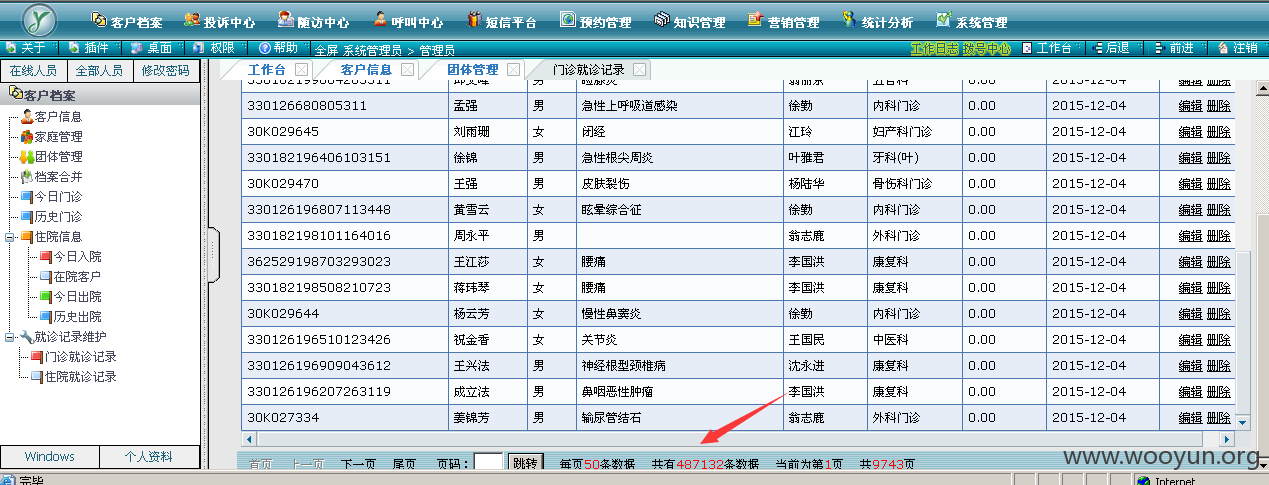 客户档案 投诉中心 随访中心 呼叫中心 短信平台 预约管理 知识管理 营销管理 统计分析 系统管理
关于 插件 桌面 权限 帮助 全屏 系统管理员 > 管理员 工作日志 拨号中心 工作台 后退 前进 注销
在线人员 全部人员 修改密码
工作台 客户信息 团体管理 门诊就诊记录
客户档案
客户信息
家庭管理
团体管理
档案合并
今日门诊
历史门诊
住院信息
今日入院
在院客户
今日出院
历史出院
就诊记录维护
门诊就诊记录
住院就诊记录
Windows 个人资料
330126680805311 孟强 男 急性上呼吸道感染 徐勤 内科门诊 0.00 2015-12-04 编辑 删除
30K029645 刘雨珊 女 闭经 江玲 妇产科门诊 0.00 2015-12-04 编辑 删除
330182196406103151 徐锦 男 急性根尖周炎 叶雅君 牙科(叶) 0.00 2015-12-04 编辑 删除
30K029470 王强 男 皮肤裂伤 杨陆华 骨伤科门诊 0.00 2015-12-04 编辑 删除
330126196807113448 黄雪云 女 眩晕综合征 徐勤 内科门诊 0.00 2015-12-04 编辑 删除
330182198101164016 周永平 男 翁志鹿 外科门诊 0.00 2015-12-04 编辑 删除
362529198703293023 王江莎 女 腰痛 李国洪 康复科 0.00 2015-12-04 编辑 删除
330182198508210723 蒋玮琴 女 腰痛 李国洪 康复科 0.00 2015-12-04 编辑 删除
30K029644 杨云芳 女 慢性鼻窦炎 徐勤 内科门诊 0.00 2015-12-04 编辑 删除
330126196510123426 祝金香 女 关节炎 王国民 中医科 0.00 2015-12-04 编辑 删除
330126196909043612 王兴法 男 神经根型颈椎病 沈永进 康复科 0.00 2015-12-04 编辑 删除
330126196207263119 成立法 男 鼻咽恶性肿瘤 李国洪 康复科 0.00 2015-12-04 编辑 删除
30K027334 姜锦芳 男 输尿管结石 翁志鹿 外科门诊 0.00 2015-12-04 编辑 删除
首页 上一页 下一页 尾页 页码: 跳转 每页50条数据 共有487132条数据 当前为第1页 共9743页
www.wooyun.org
完毕 Internet